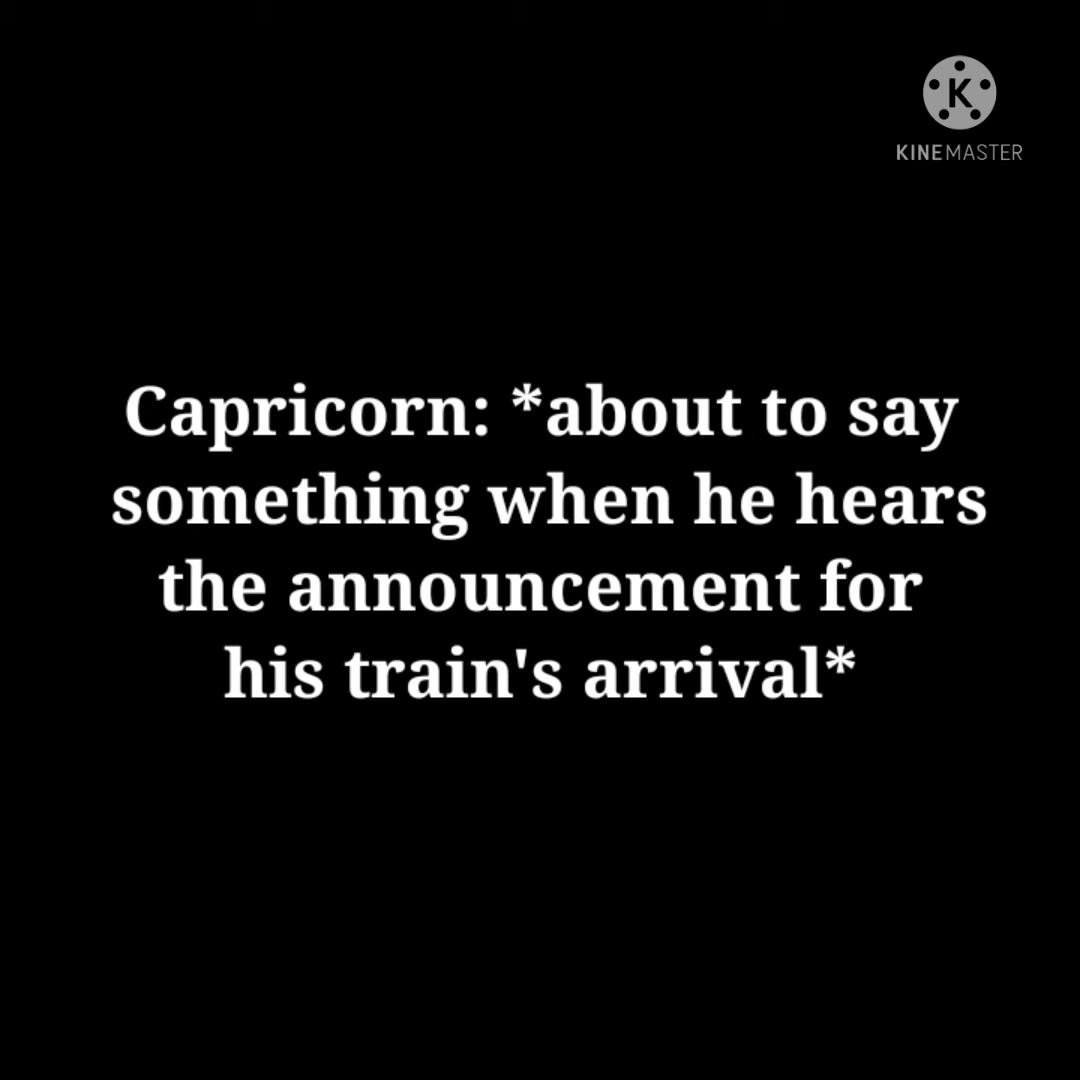 K
KINEMASTER
Capricorn: *about to say
something when he hears
the announcement for
his train's arrival*